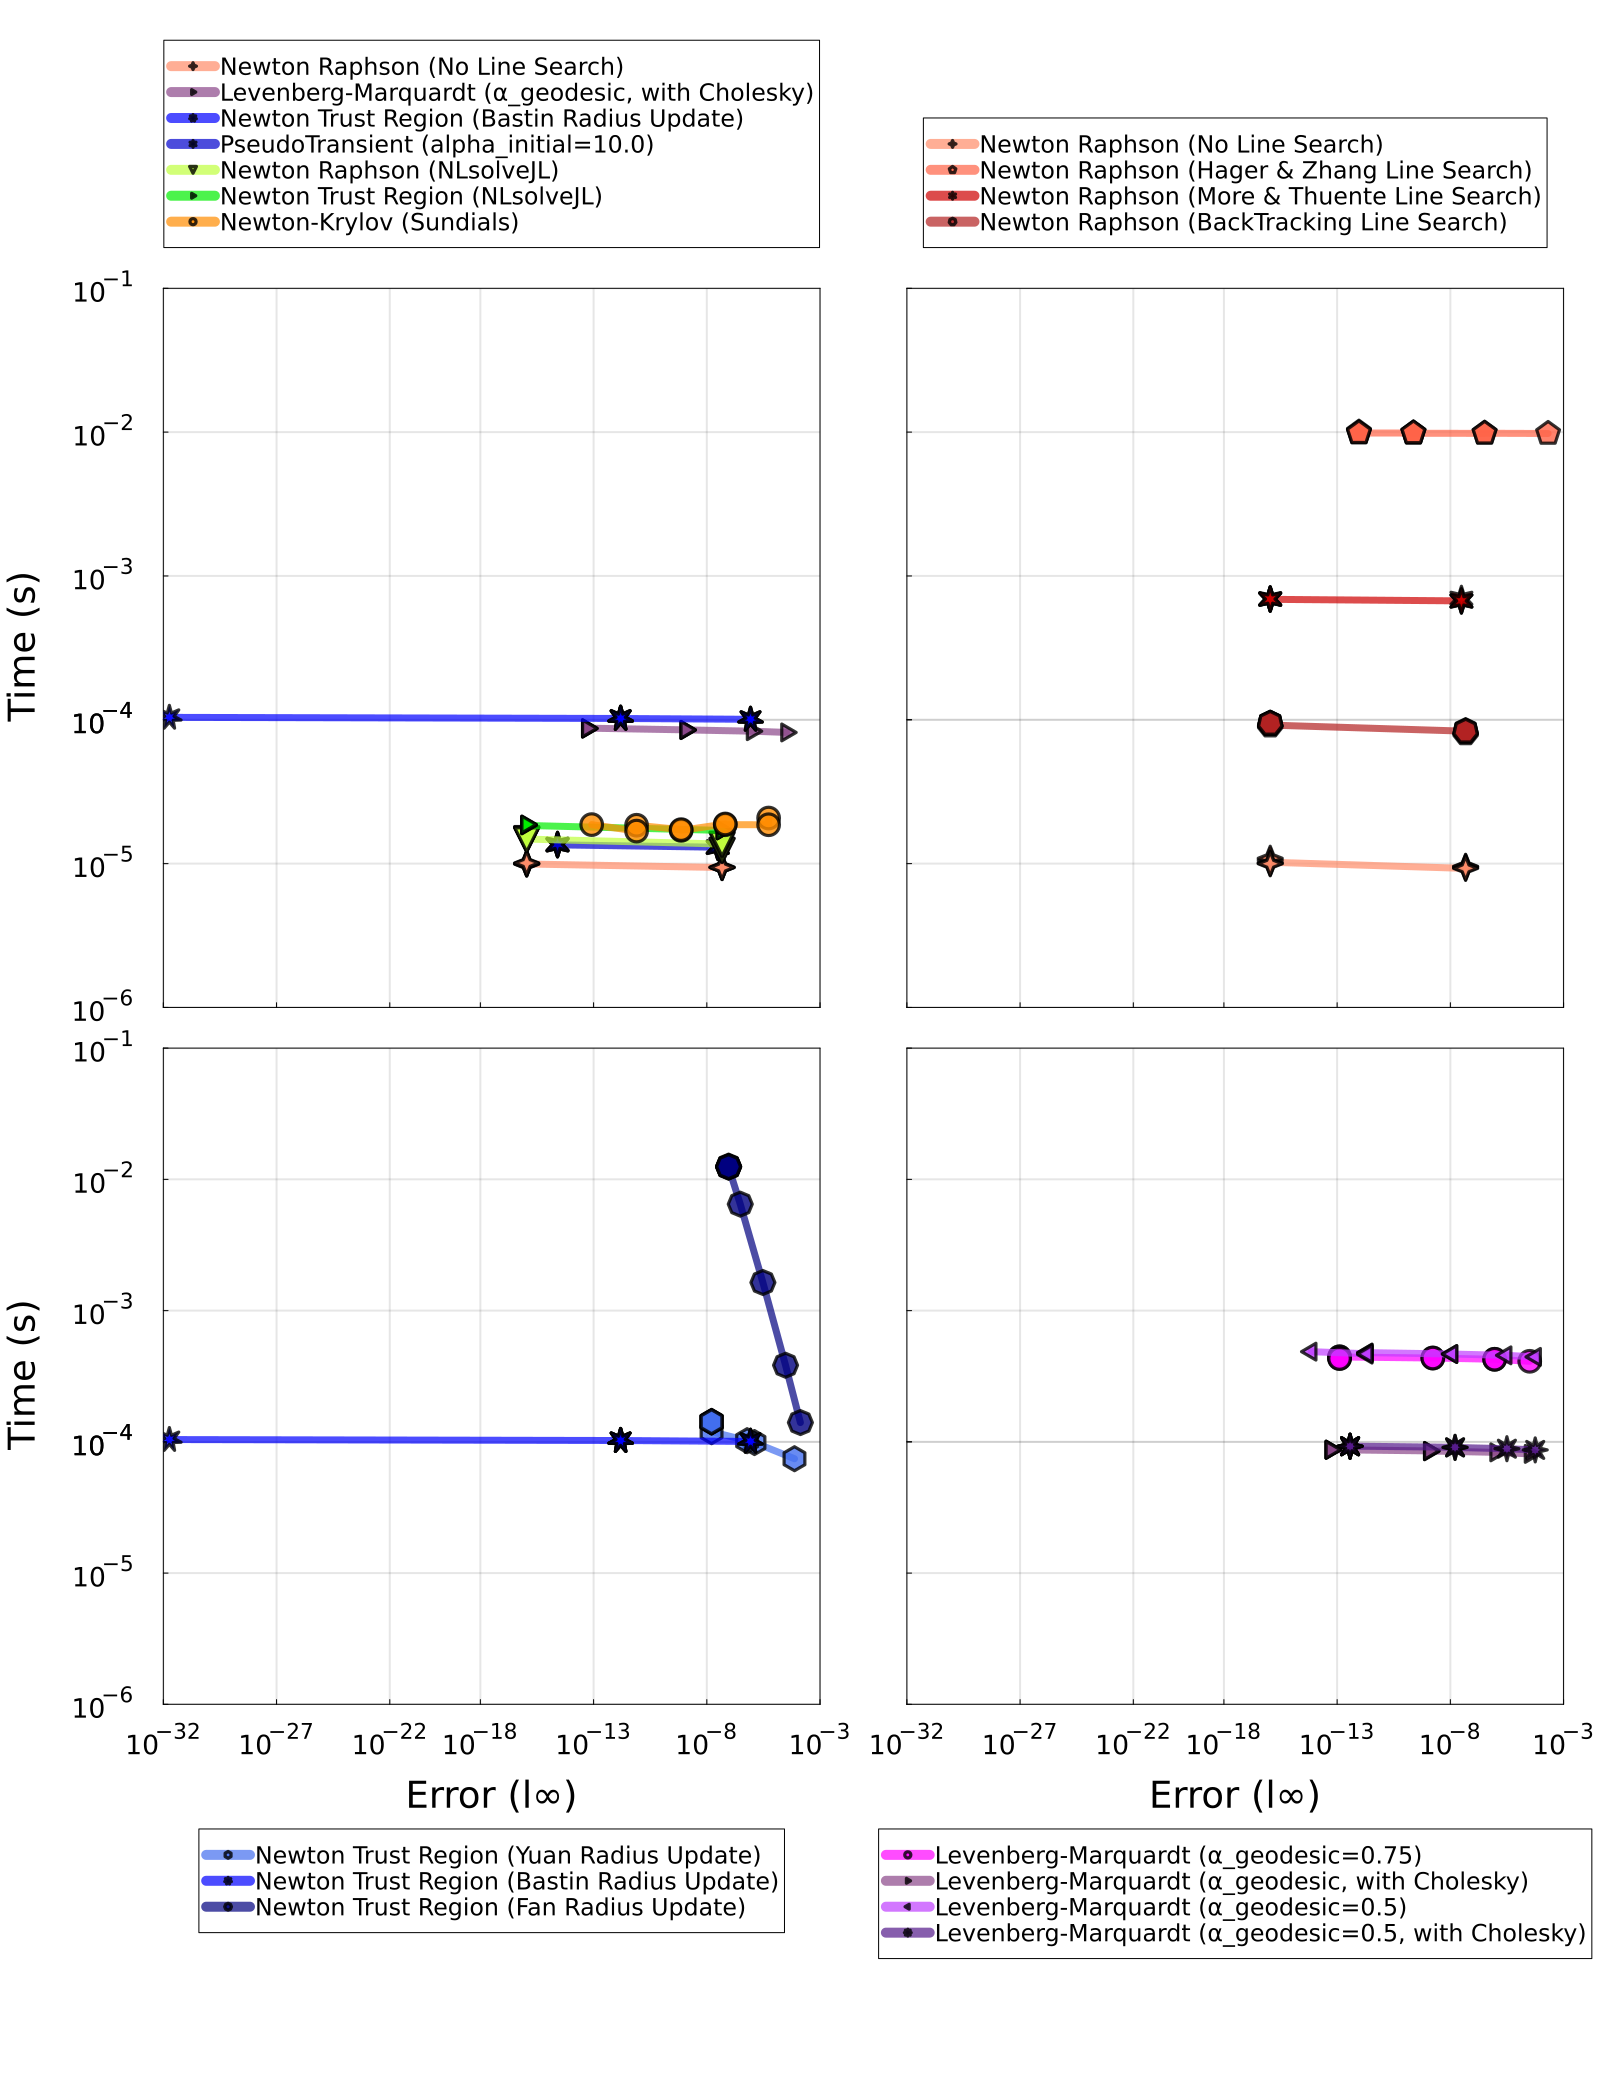 Newton Raphson (No Line Search)
Levenberg-Marquardt (α_geodesic, with Cholesky)
Newton Trust Region (Bastin Radius Update)
PseudoTransient (alpha_initial=10.0)
Newton Raphson (NLsolveJL)
Newton Trust Region (NLsolveJL)
Newton-Krylov (Sundials)
Newton Raphson (No Line Search)
Newton Raphson (Hager & Zhang Line Search)
Newton Raphson (More & Thuente Line Search)
Newton Raphson (BackTracking Line Search)
Time (s)
10⁻¹
10⁻²
10⁻³
10⁻⁴
10⁻⁵
10⁻⁶
Time (s)
10⁻¹
10⁻²
10⁻³
10⁻⁴
10⁻⁵
10⁻⁶
10⁻³² 10⁻²⁷ 10⁻²² 10⁻¹⁸ 10⁻¹³ 10⁻⁸ 10⁻³
Error (l∞)
10⁻³² 10⁻²⁷ 10⁻²² 10⁻¹⁸ 10⁻¹³ 10⁻⁸ 10⁻³
Error (l∞)
Newton Trust Region (Yuan Radius Update)
Newton Trust Region (Bastin Radius Update)
Newton Trust Region (Fan Radius Update)
Levenberg-Marquardt (α_geodesic=0.75)
Levenberg-Marquardt (α_geodesic, with Cholesky)
Levenberg-Marquardt (α_geodesic=0.5)
Levenberg-Marquardt (α_geodesic=0.5, with Cholesky)